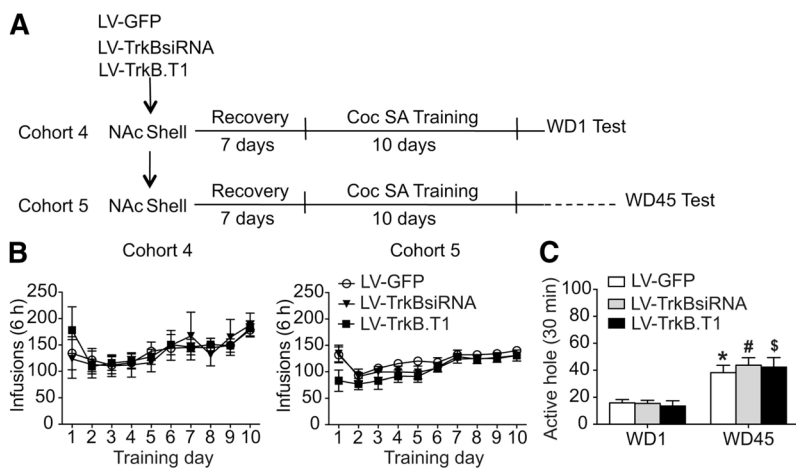 A
LV-GFP
LV-TrkBsiRNA
LV-TrkB.T1
Cohort 4 NAc Shell Recovery 7 days Coc SA Training 10 days WD1 Test
Cohort 5 NAc Shell Recovery 7 days Coc SA Training 10 days WD45 Test
B
Cohort 4
Infusions (6 h)
250
200
150
100
50
0
1 2 3 4 5 6 7 8 9 10
Training day
Cohort 5
LV-GFP
LV-TrkBsiRNA
LV-TrkB.T1
Infusions (6 h)
250
200
150
100
50
0
1 2 3 4 5 6 7 8 9 10
Training day
C
LV-GFP
LV-TrkBsiRNA
LV-TrkB.T1
Active hole (30 min)
100
80
60
40
20
0
* # $
WD1 WD45